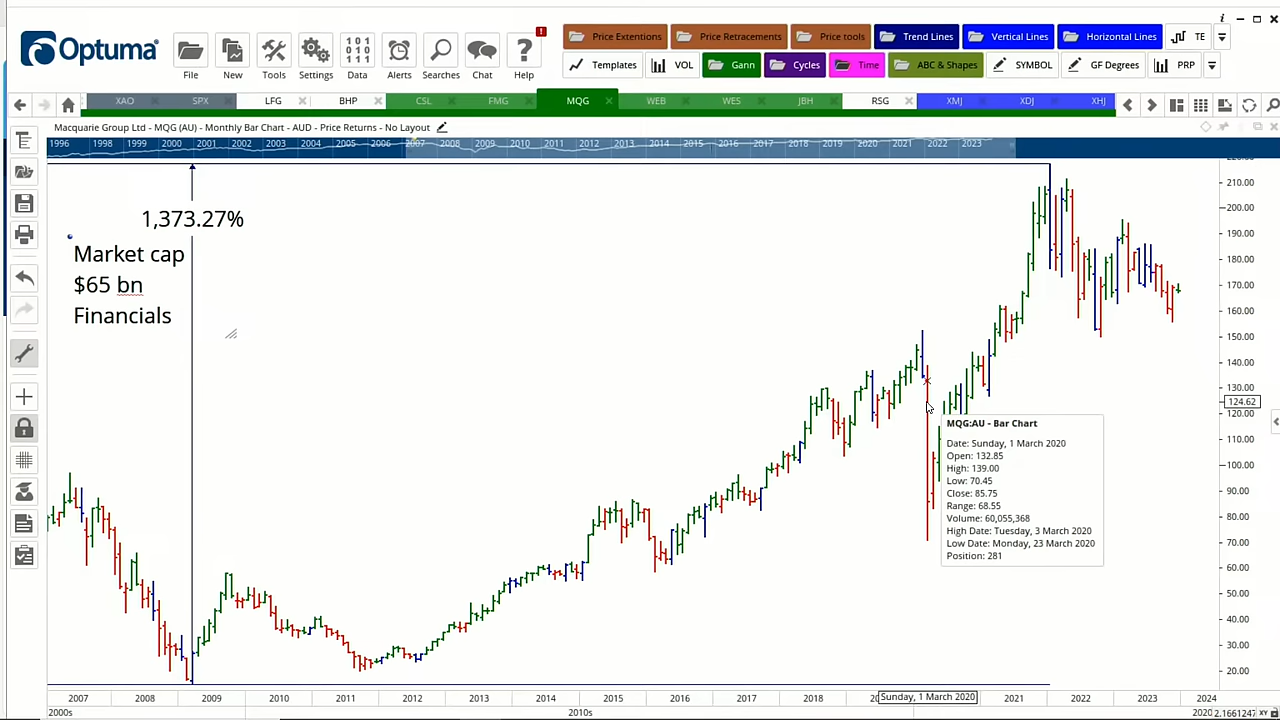 Optuma
File
New
Tools
Settings
Data
Alerts
Searches
Chat
Help
Price Extentions
Price Retracements
Price tools
Trend Lines
Vertical Lines
Horizontal Lines
TE
Templates
VOL
Gann
Cycles
Time
ABC & Shapes
SYMBOL
GF Degrees
PRP
XAO
SPX
LFG
BHP
CSL
FMG
MQG
WEB
WES
JBH
RSG
XMJ
XDJ
XHJ
Macquarie Group Ltd - MQG (AU) - Monthly Bar Chart - AUD - Price Returns - No Layout
1996 1998 1999 2000 2001 2002 2003 2004 2005 2006 2007 2008 2009 2010 2011 2012 2013 2014 2015 2016 2017 2018 2019 2020 2021 2022 2023
1,373.27%
Market cap
$65 bn
Financials
210.00
200.00
190.00
180.00
170.00
160.00
150.00
140.00
130.00
124.62
120.00
110.00
100.00
90.00
80.00
70.00
60.00
50.00
40.00
30.00
20.00
MQG:AU - Bar Chart
Date: Sunday, 1 March 2020
Open: 132.85
High: 139.00
Low: 70.45
Close: 85.75
Range: 68.55
Volume: 60,055,368
High Date: Tuesday, 3 March 2020
Low Date: Monday, 23 March 2020
Position: 281
2007 2008 2009 2010 2011 2012 2013 2014 2015 2016 2017 2018 Sunday, 1 March 2020 2021 2022 2023 2024
2000s 2010s 2020 2.1661247 XY